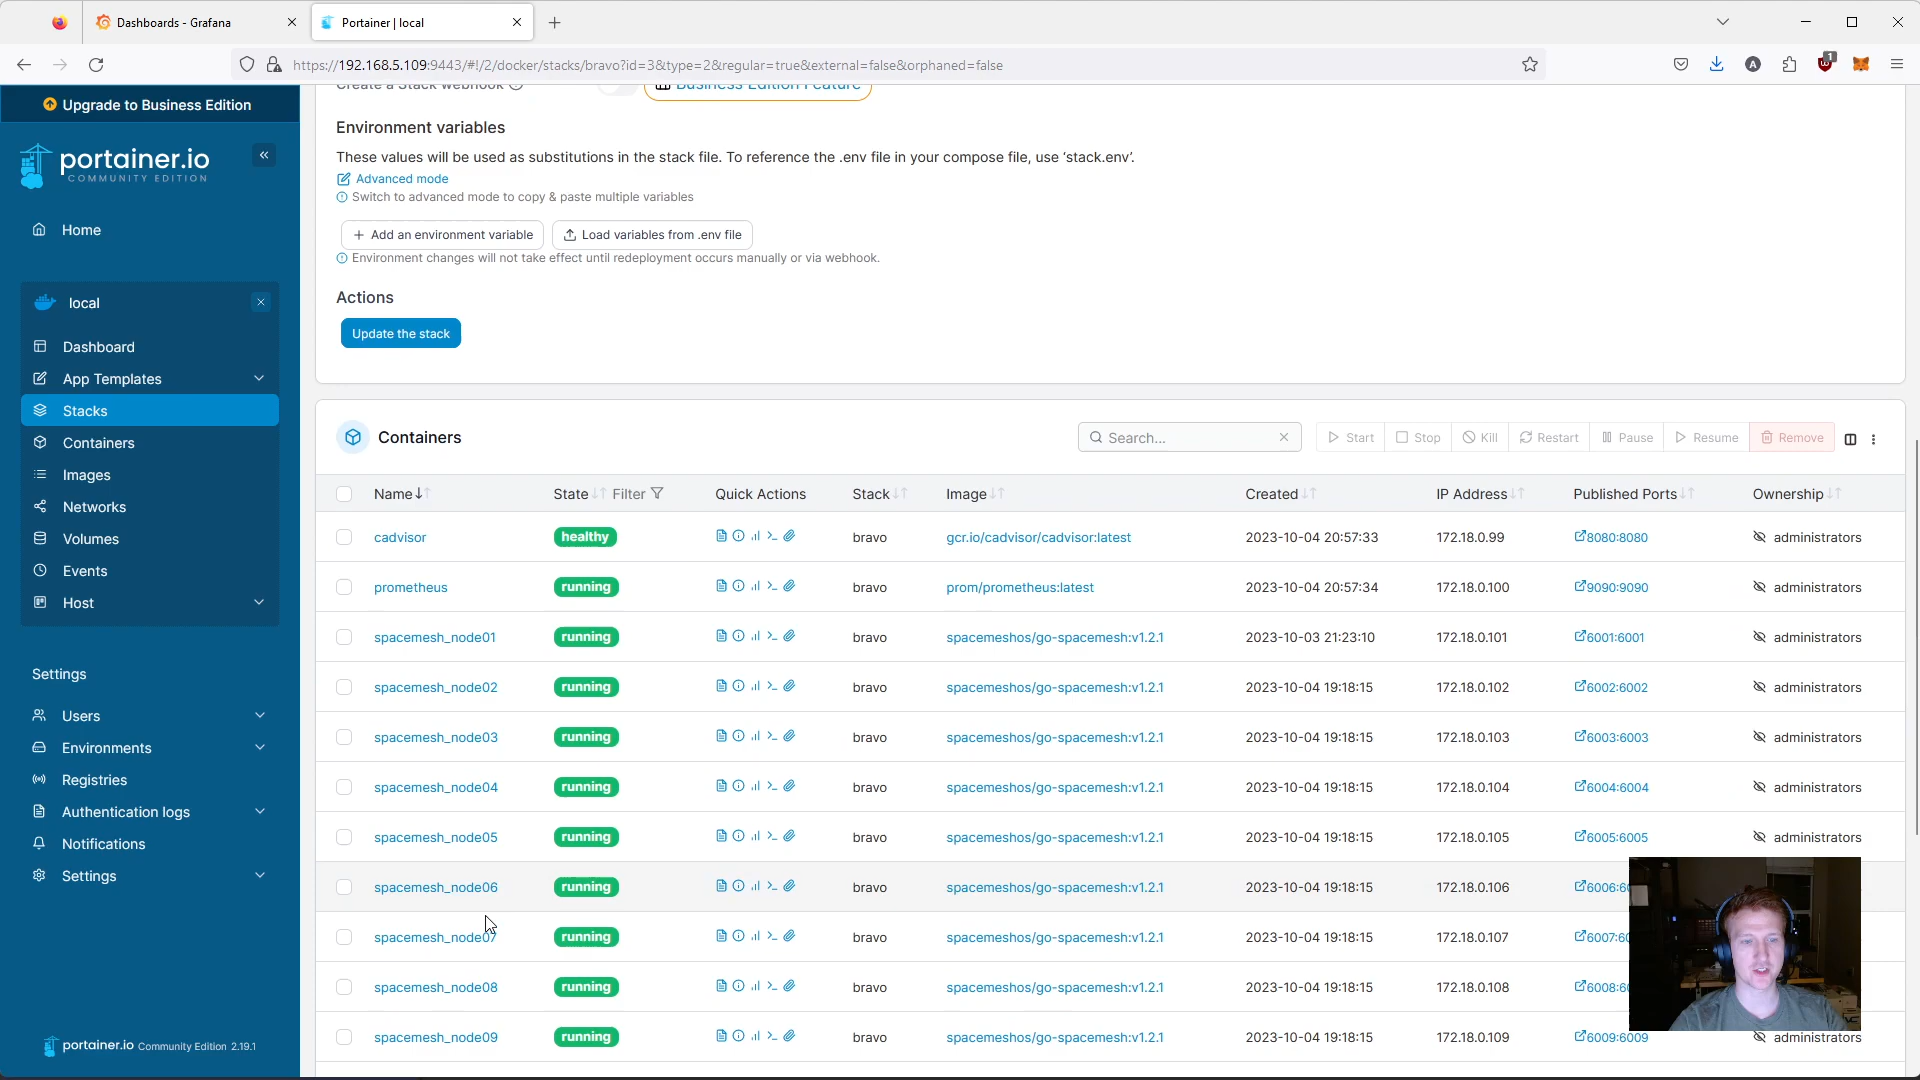 Dashboards - Grafana
Portainer | local
https://192.168.5.109:9443/#!/2/docker/stacks/bravo?id=3&type=2&regular=true&external=false&orphaned=false
1
Upgrade to Business Edition
portainer.io
COMMUNITY EDITION
Home
local
Dashboard
App Templates
Stacks
Containers
Images
Networks
Volumes
Events
Host
Settings
Users
Environments
Registries
Authentication logs
Notifications
Settings
portainer.io Community Edition 2.19.1
Create a Stack webhook
Business Edition Feature
Environment variables
These values will be used as substitutions in the stack file. To reference the .env file in your compose file, use ‘stack.env’.
Advanced mode
Switch to advanced mode to copy & paste multiple variables
Add an environment variable Load variables from .env file
Environment changes will not take effect until redeployment occurs manually or via webhook.
Actions
Update the stack
Containers Search... Start Stop Kill Restart Pause Resume Remove
Name State Filter Quick Actions Stack Image Created IP Address Published Ports Ownership
cadvisor healthy bravo gcr.io/cadvisor/cadvisor:latest 2023-10-04 20:57:33 172.18.0.99 8080:8080 administrators
prometheus running bravo prom/prometheus:latest 2023-10-04 20:57:34 172.18.0.100 9090:9090 administrators
spacemesh_node01 running bravo spacemeshos/go-spacemesh:v1.2.1 2023-10-03 21:23:10 172.18.0.101 6001:6001 administrators
spacemesh_node02 running bravo spacemeshos/go-spacemesh:v1.2.1 2023-10-04 19:18:15 172.18.0.102 6002:6002 administrators
spacemesh_node03 running bravo spacemeshos/go-spacemesh:v1.2.1 2023-10-04 19:18:15 172.18.0.103 6003:6003 administrators
spacemesh_node04 running bravo spacemeshos/go-spacemesh:v1.2.1 2023-10-04 19:18:15 172.18.0.104 6004:6004 administrators
spacemesh_node05 running bravo spacemeshos/go-spacemesh:v1.2.1 2023-10-04 19:18:15 172.18.0.105 6005:6005 administrators
spacemesh_node06 running bravo spacemeshos/go-spacemesh:v1.2.1 2023-10-04 19:18:15 172.18.0.106
spacemesh_node07 running bravo spacemeshos/go-spacemesh:v1.2.1 2023-10-04 19:18:15 172.18.0.107
spacemesh_node08 running bravo spacemeshos/go-spacemesh:v1.2.1 2023-10-04 19:18:15 172.18.0.108
spacemesh_node09 running bravo spacemeshos/go-spacemesh:v1.2.1 2023-10-04 19:18:15 172.18.0.109 6009:6009 administrators